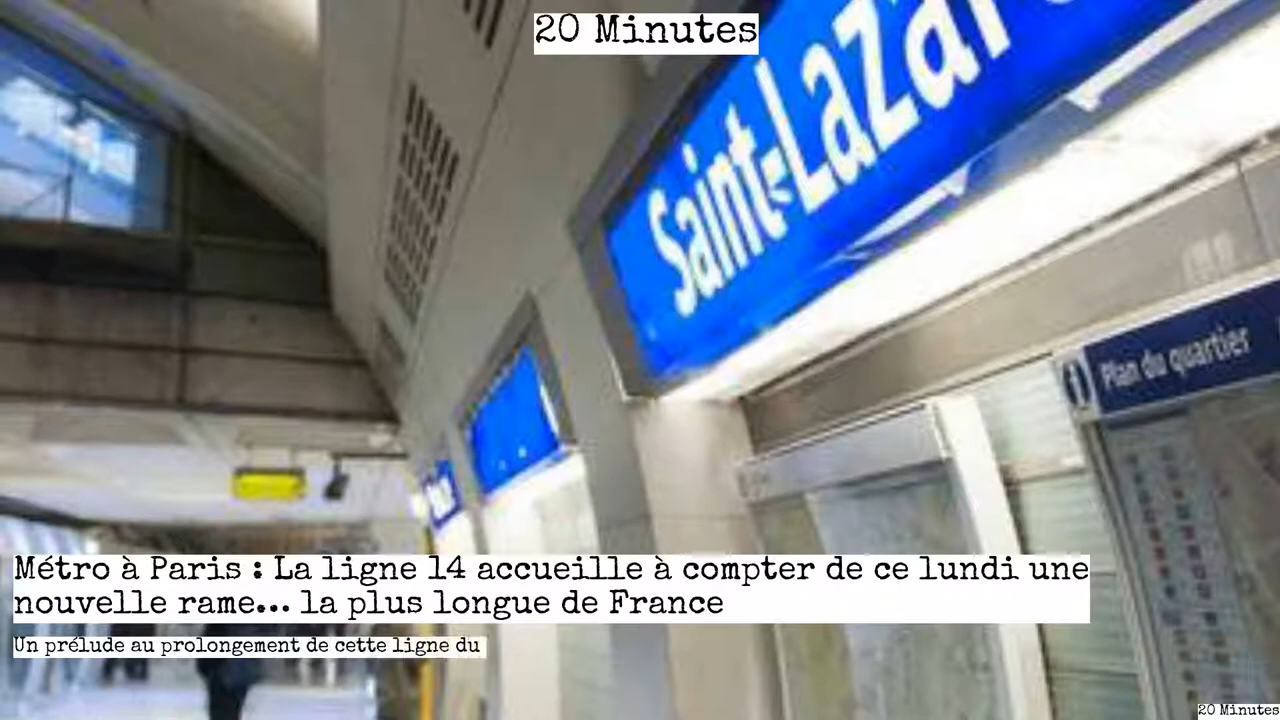 20 Minutes
Saint-Lazare
Plan du quartier
Métro à Paris : La ligne 14 accueille à compter de ce lundi une
nouvelle rame... la plus longue de France
Un prélude au prolongement de cette ligne du
20 Minutes